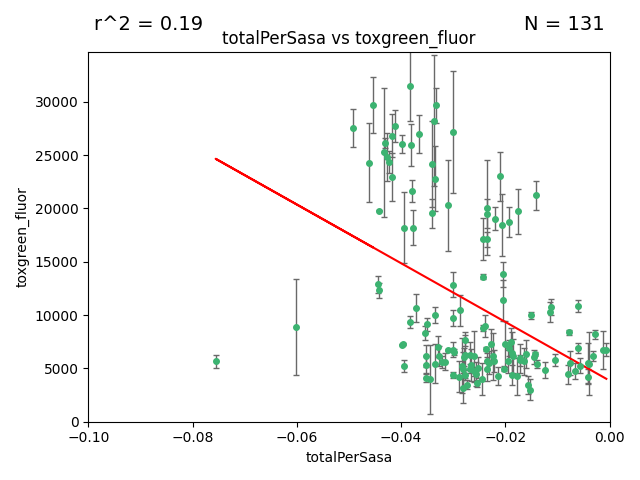 r^2 = 0.19
N = 131
totalPerSasa vs toxgreen_fluor
toxgreen_fluor
30000
25000
20000
15000
10000
5000
0
−0.10
−0.08
−0.06
−0.04
−0.02
0.00
totalPerSasa